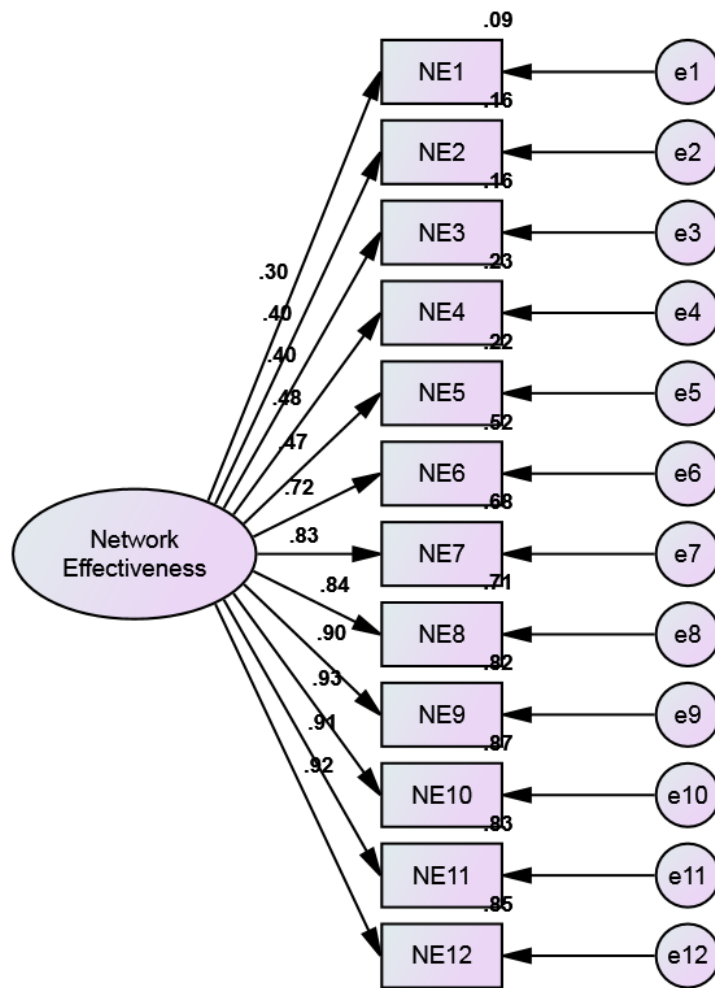 .09
NE1
e1
.16
NE2
e2
.16
NE3
e3
.30
.23
NE4
e4
.40
.22
.40
NE5
e5
.48
.52
.47
NE6
e6
.72
.68
Network
Effectiveness
.83
NE7
e7
.71
.84
NE8
e8
.90
.82
.93
NE9
e9
.91
.87
.92
NE10
e10
.83
NE11
e11
.85
NE12
e12